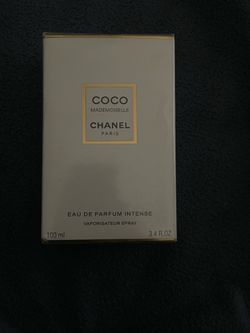 COCO
MADEMOISELLE
CHANEL
PARIS
EAU DE PARFUM INTENSE
VAPORISATEUR SPRAY
100 ml 3.4 FL. OZ.